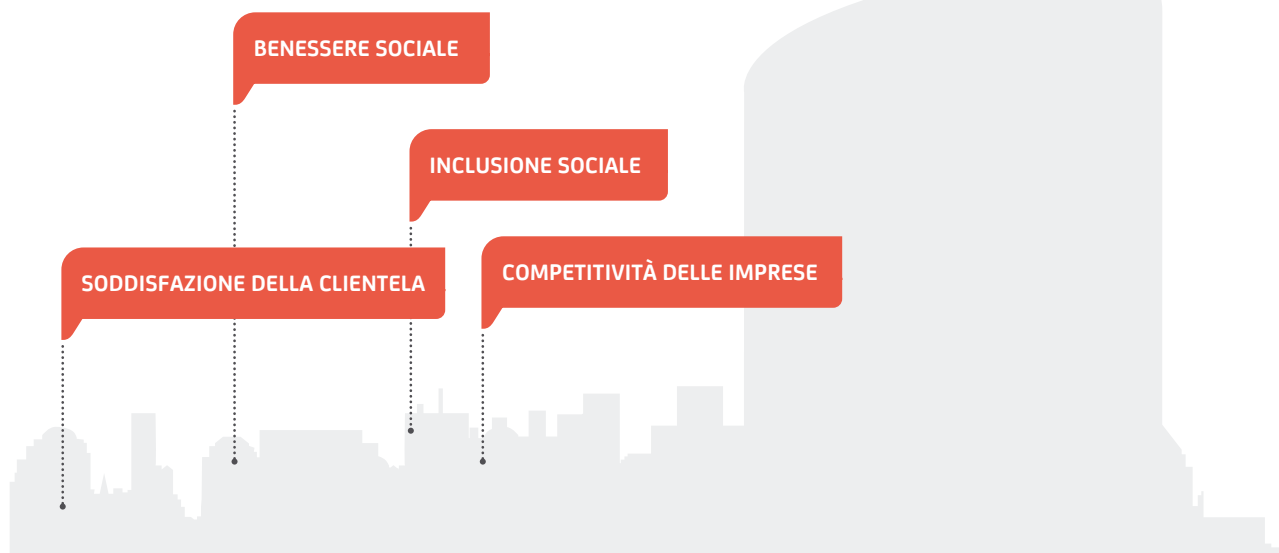 BENESSERE SOCIALE
INCLUSIONE SOCIALE
SODDISFAZIONE DELLA CLIENTELA
COMPETITIVITÀ DELLE IMPRESE